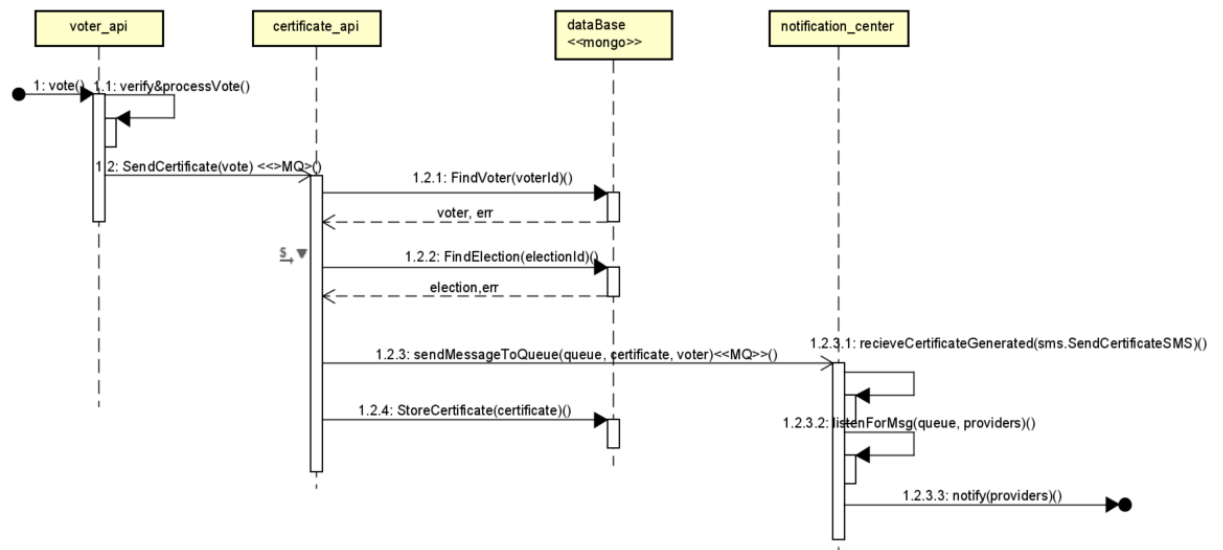 voter_api
certificate_api
dataBase
<<mongo>>
notification_center
1: vote()
1.1: verify&processVote()
1.2: SendCertificate(vote) <<>MQ>()
1.2.1: FindVoter(voterId)()
voter, err
S
1.2.2: FindElection(electionId)()
election,err
1.2.3: sendMessageToQueue(queue, certificate, voter)<<MQ>>()
1.2.3.1: recieveCertificateGenerated(sms.SendCertificateSMS)()
1.2.4: StoreCertificate(certificate)()
1.2.3.2: listenForMsg(queue, providers)()
1.2.3.3: notify(providers)()